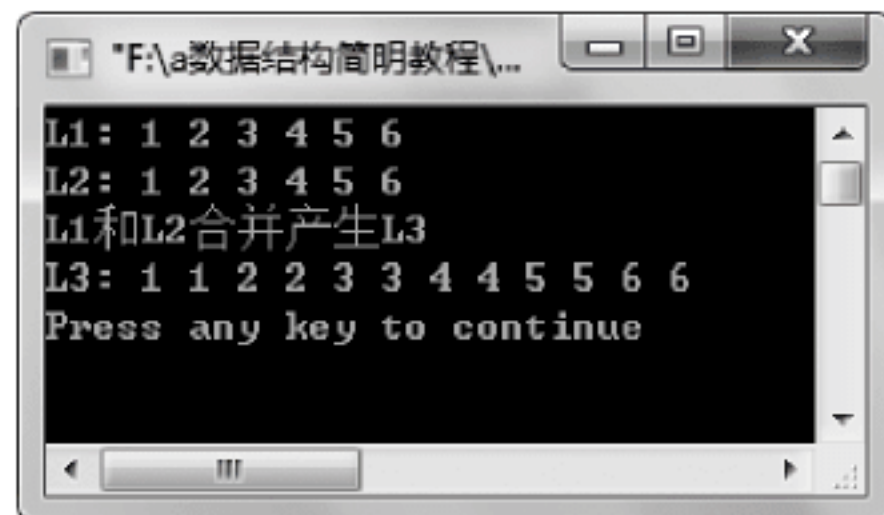 "F:\a数据结构简明教程\...
L1: 1 2 3 4 5 6
L2: 1 2 3 4 5 6
L1和L2合并产生L3
L3: 1 1 2 2 3 3 4 4 5 5 6 6
Press any key to continue